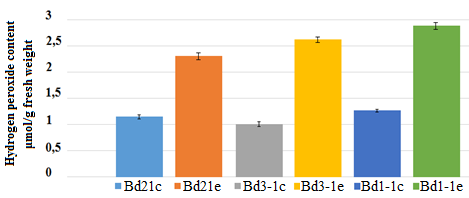 Hydrogen peroxide content
µmol/g fresh weight
3
2,5
2
1,5
1
0,5
0
Bd21c Bd21e Bd3-1c Bd3-1e Bd1-1c Bd1-1e